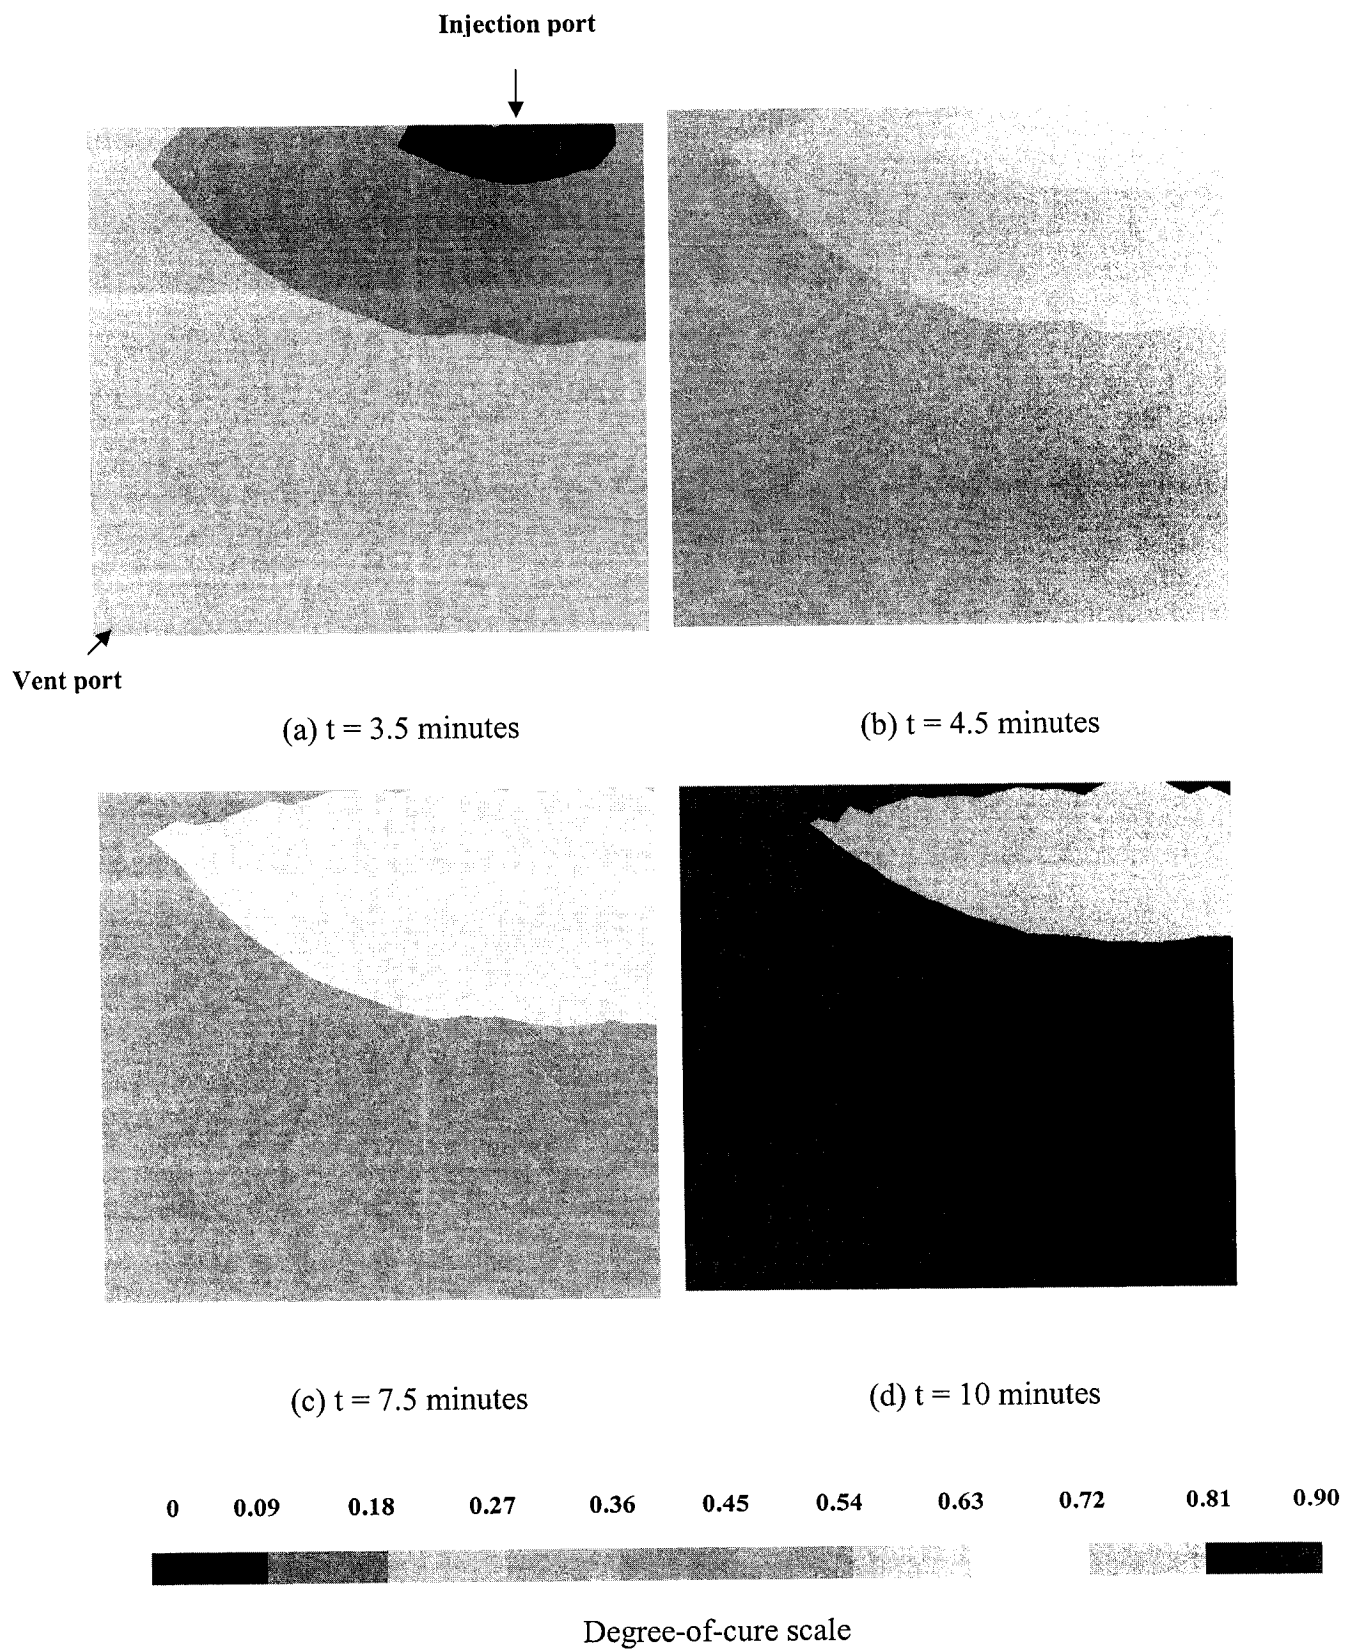 Injection port
Vent port
(a) t = 3.5 minutes
(b) t = 4.5 minutes
(c) t = 7.5 minutes
(d) t = 10 minutes
0 0.09 0.18 0.27 0.36 0.45 0.54 0.63 0.72 0.81 0.90
Degree-of-cure scale